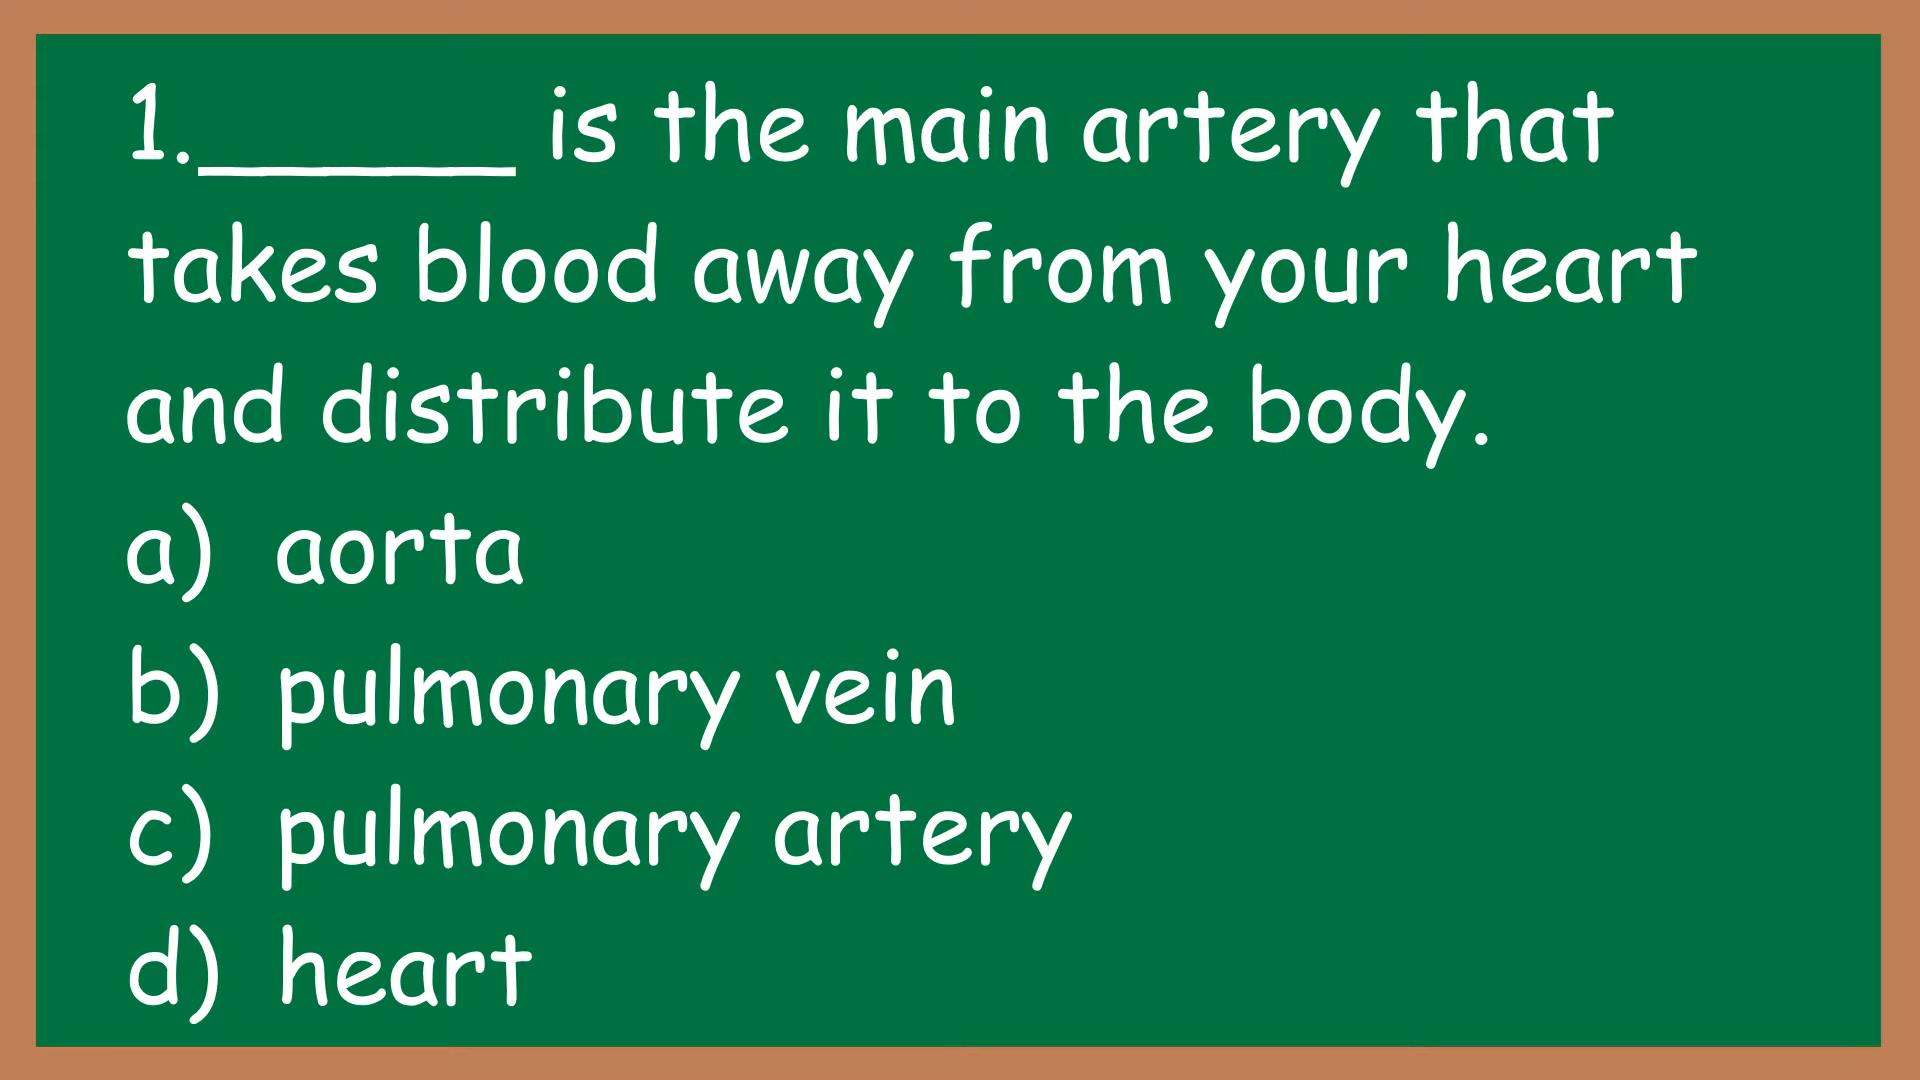 1.______ is the main artery that
takes blood away from your heart
and distribute it to the body.
a) aorta
b) pulmonary vein
c) pulmonary artery
d) heart